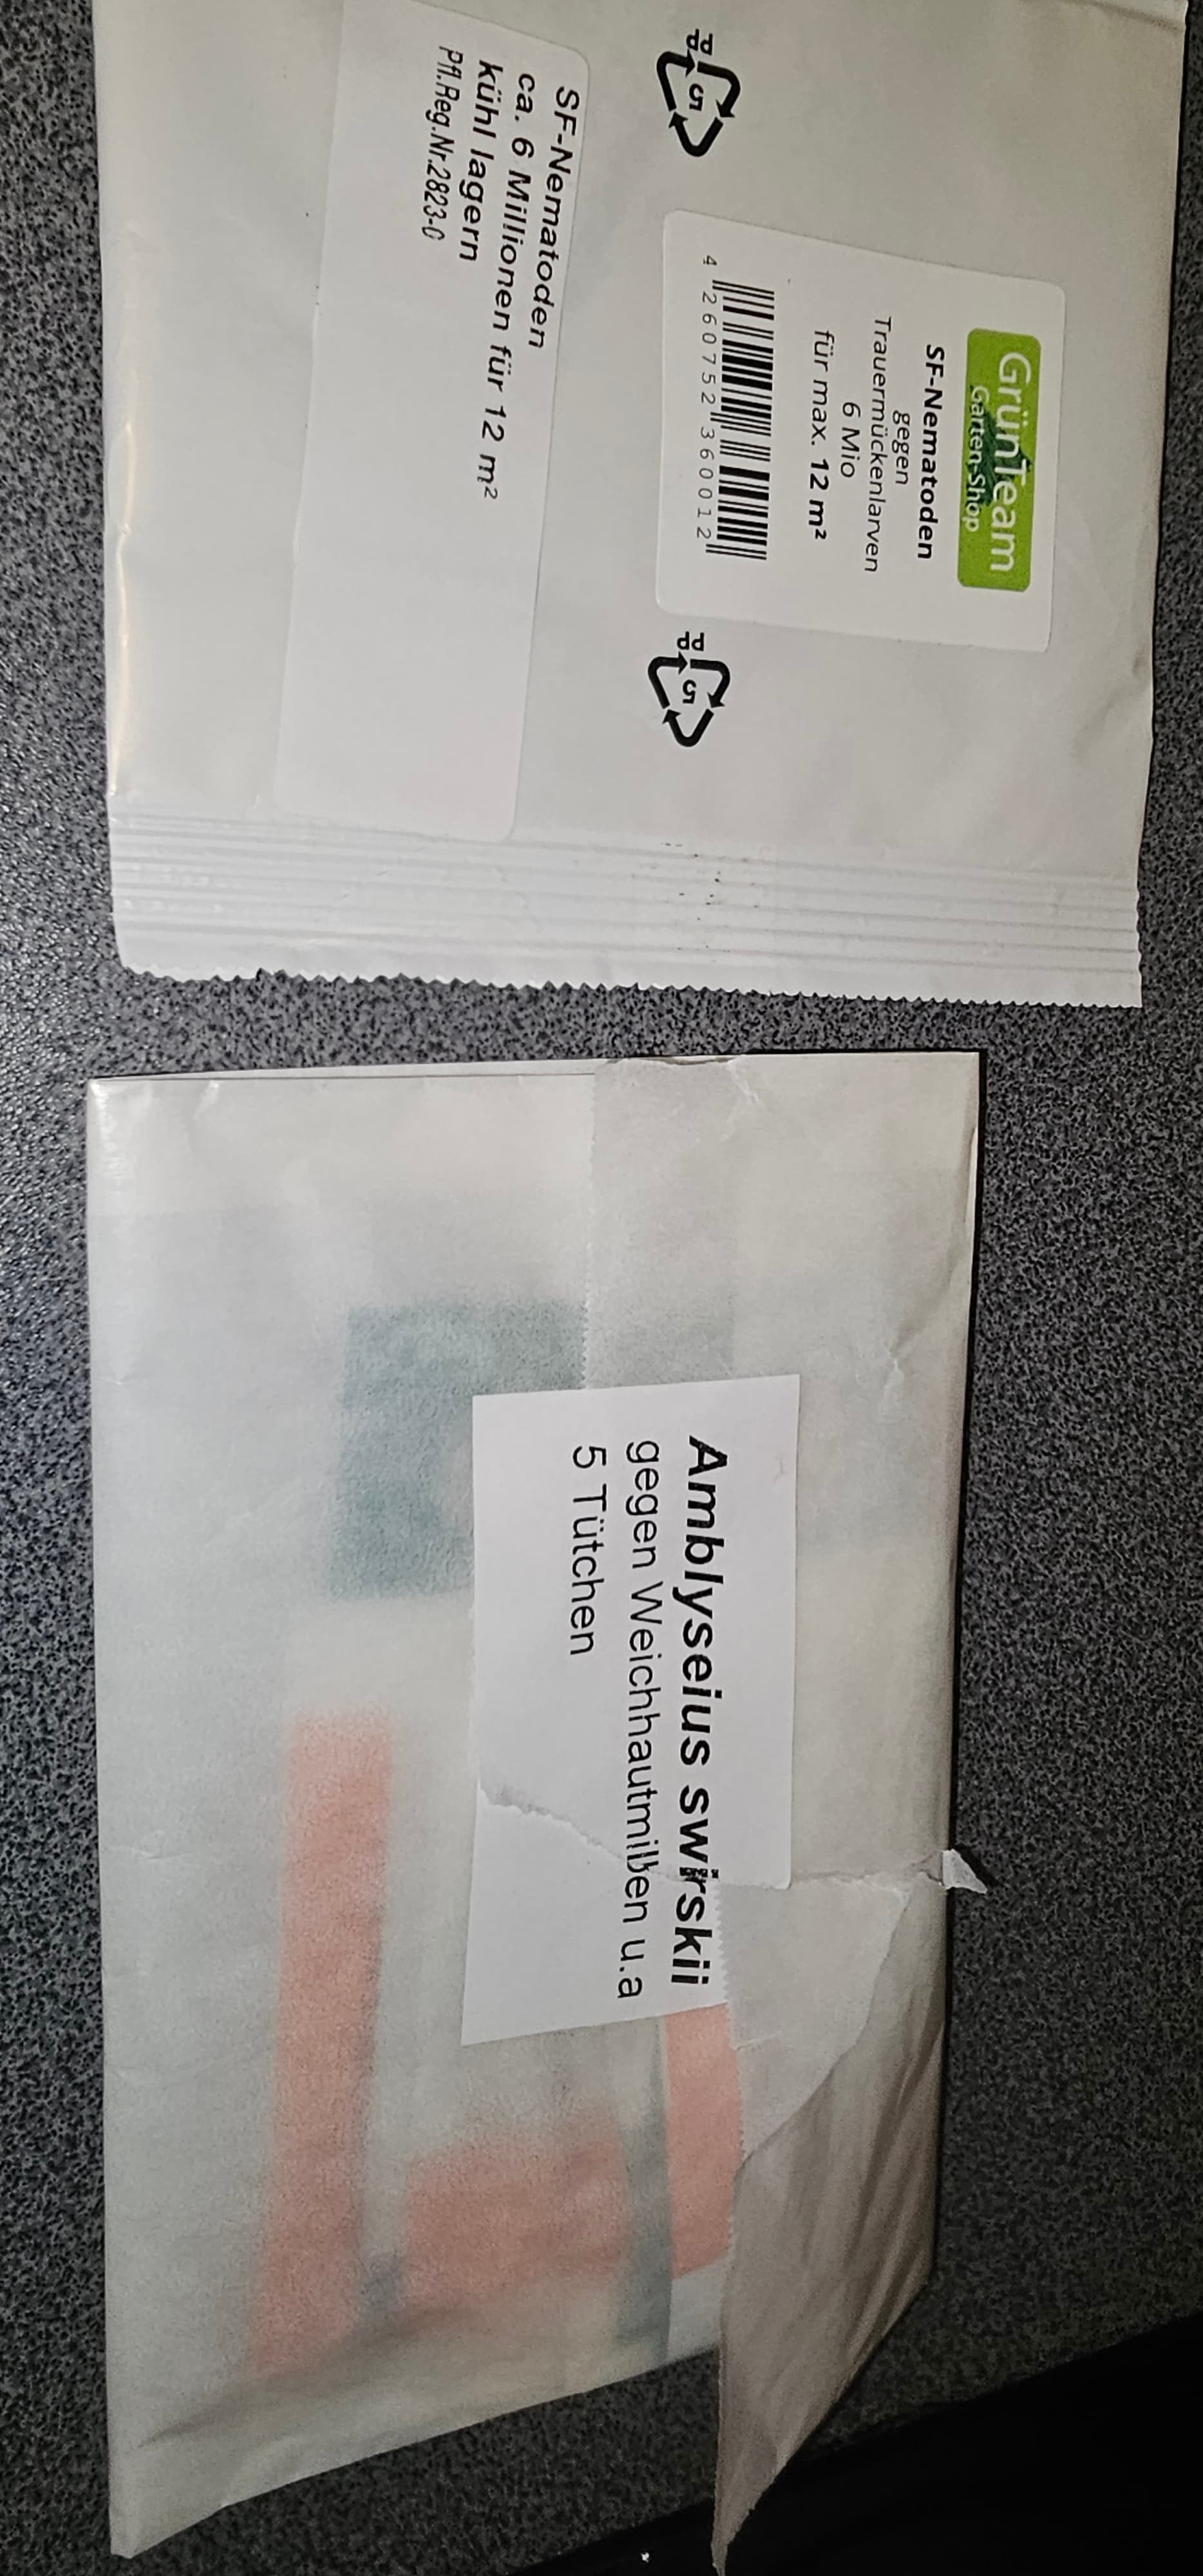 GrünTeam
Garten-Shop
SF-Nematoden
gegen
Trauermückenlarven
6 Mio
für max. 12 m²
4 260752 360012
P
5
P
5
SF-Nematoden
ca. 6 Millionen für 12 m²
kühl lagern
Pfl.Reg.Nr.2823-0
Amblyseius swirskii
gegen Weichhautmilben u.a
5 Tütchen